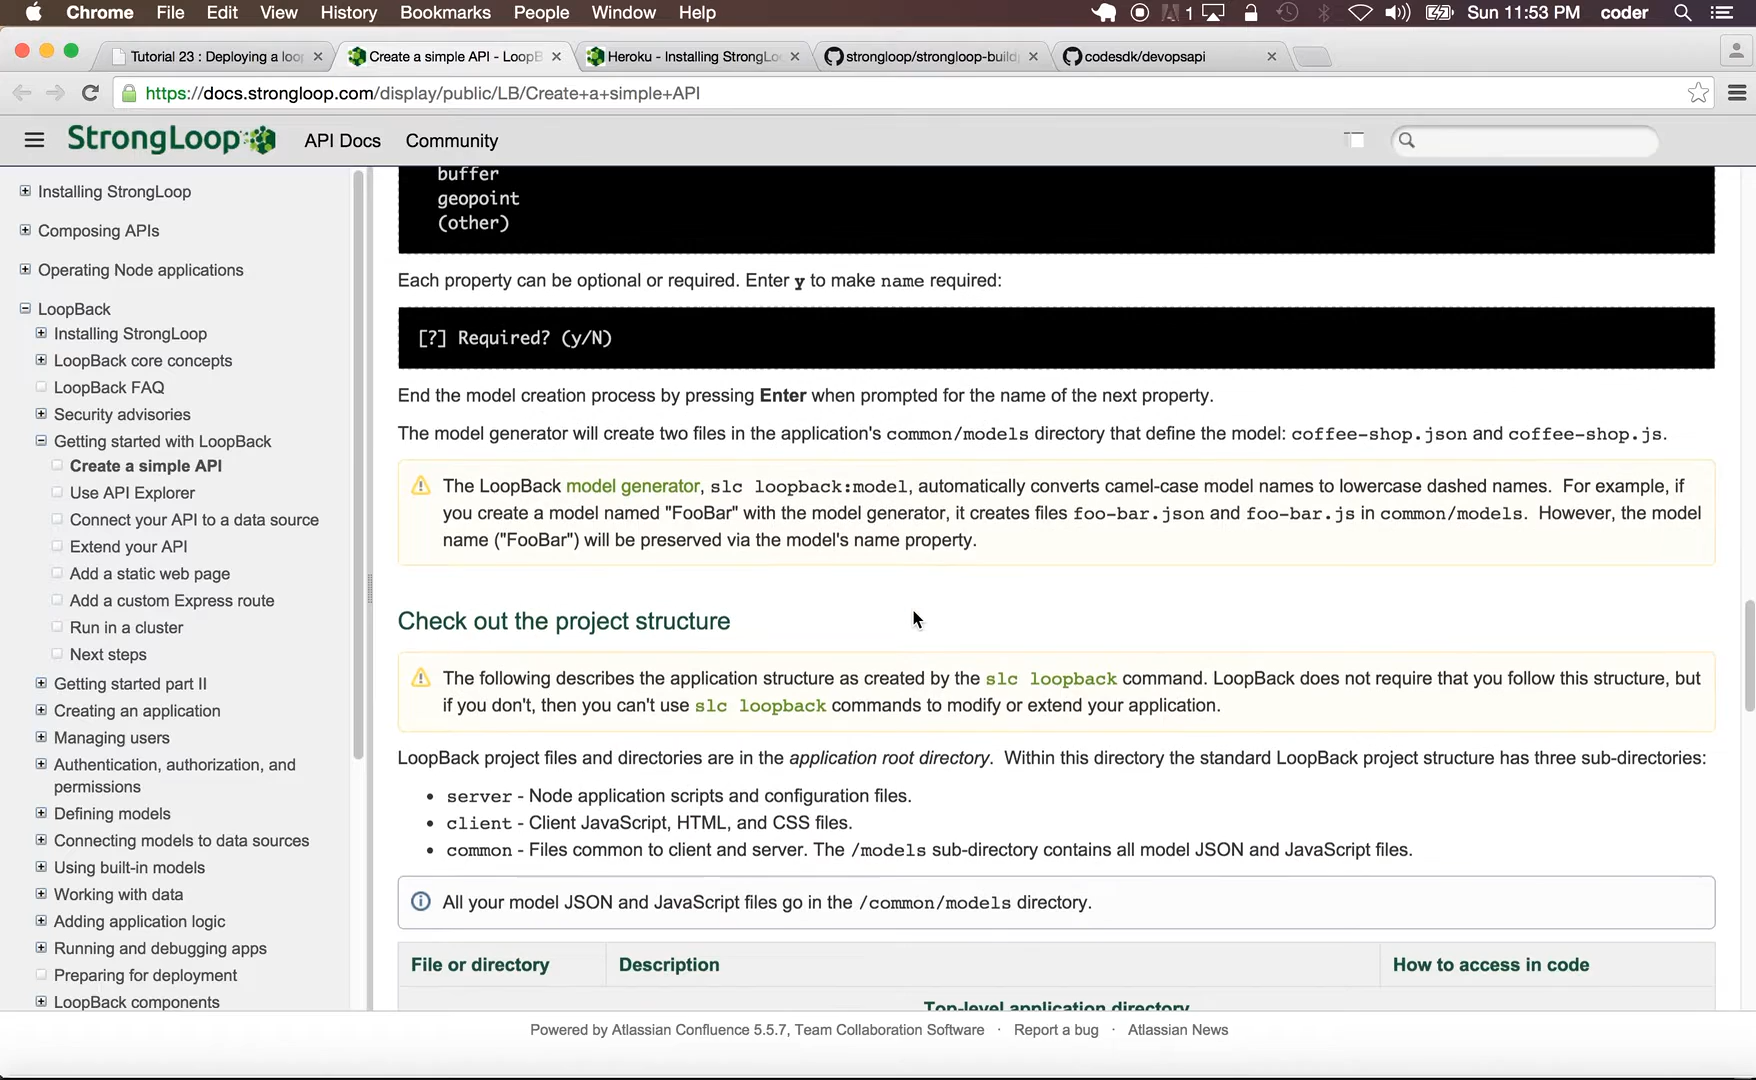 Chrome File Edit View History Bookmarks People Window Help 1 Sun 11:53 PM coder
Tutorial 23 : Deploying a loo
Create a simple API - LoopB
Heroku - Installing StrongLo
strongloop/strongloop-build
codesdk/devopsapi
https://docs.strongloop.com/display/public/LB/Create+a+simple+API
StrongLoop API Docs Community
Installing StrongLoop
Composing APIs
Operating Node applications
LoopBack
Installing StrongLoop
LoopBack core concepts
LoopBack FAQ
Security advisories
Getting started with LoopBack
Create a simple API
Use API Explorer
Connect your API to a data source
Extend your API
Add a static web page
Add a custom Express route
Run in a cluster
Next steps
Getting started part II
Creating an application
Managing users
Authentication, authorization, and
permissions
Defining models
Connecting models to data sources
Using built-in models
Working with data
Adding application logic
Running and debugging apps
Preparing for deployment
LoopBack components
buffer
geopoint
(other)
Each property can be optional or required. Enter y to make name required:
[?] Required? (y/N)
End the model creation process by pressing Enter when prompted for the name of the next property.
The model generator will create two files in the application's common/models directory that define the model: coffee-shop.json and coffee-shop.js.
The LoopBack model generator, slc loopback:model, automatically converts camel-case model names to lowercase dashed names. For example, if
you create a model named "FooBar" with the model generator, it creates files foo-bar.json and foo-bar.js in common/models. However, the model
name ("FooBar") will be preserved via the model's name property.
Check out the project structure
The following describes the application structure as created by the slc loopback command. LoopBack does not require that you follow this structure, but
if you don't, then you can't use slc loopback commands to modify or extend your application.
LoopBack project files and directories are in the application root directory. Within this directory the standard LoopBack project structure has three sub-directories:
• server - Node application scripts and configuration files.
• client - Client JavaScript, HTML, and CSS files.
• common - Files common to client and server. The /models sub-directory contains all model JSON and JavaScript files.
All your model JSON and JavaScript files go in the /common/models directory.
File or directory Description How to access in code
Top-level application directory
Powered by Atlassian Confluence 5.5.7, Team Collaboration Software · Report a bug · Atlassian News